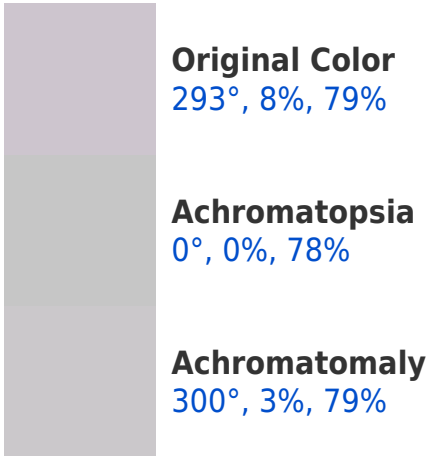 Original Color
293°, 8%, 79%
Achromatopsia
0°, 0%, 78%
Achromatomaly
300°, 3%, 79%